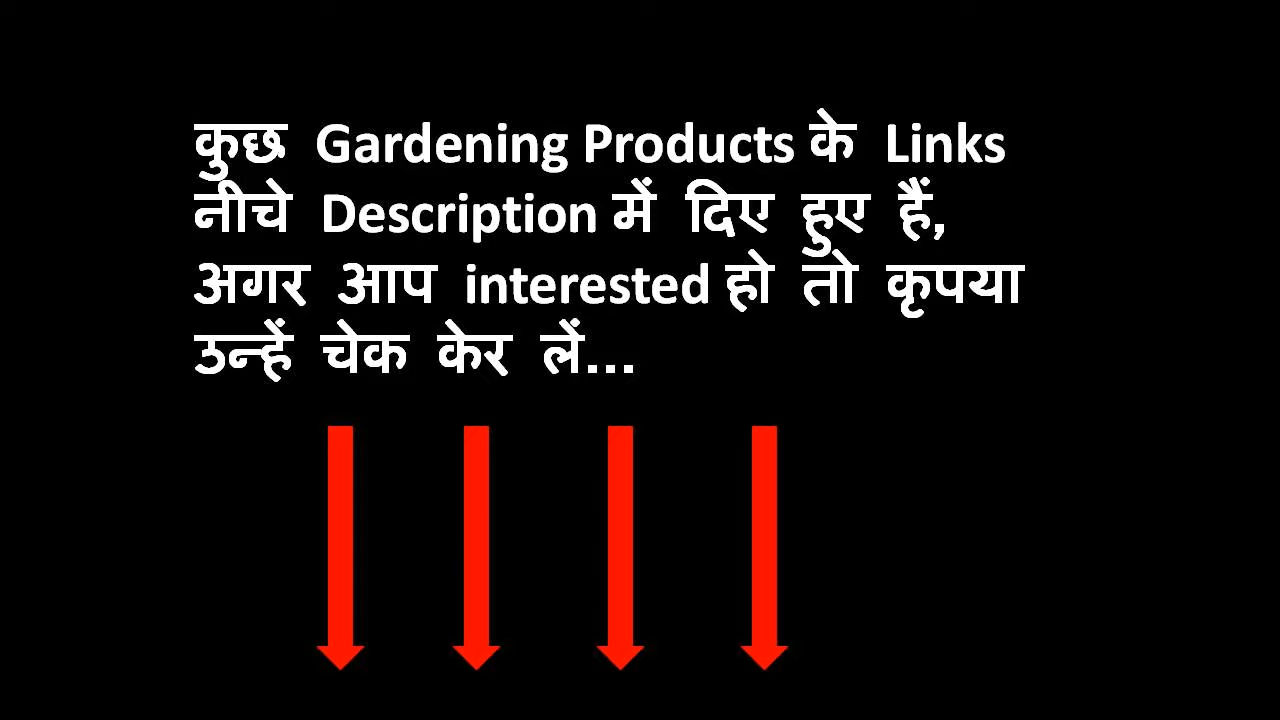 कुछ Gardening Products के Links
नीचे Description में दिए हुए हैं,
अगर आप interested हो तो कृपया
उन्हें चेक केर लें...